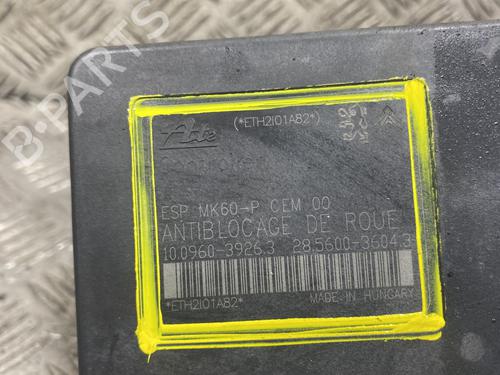 B-PARTS
Ate
(*ETH2I01A82*)
ESP MK60-P CEM 00
ANTIBLOCAGE DE ROUE
10.0960-3926.3 28.5600-3604.3
*ETH2I01A82*
MADE IN HUNGARY